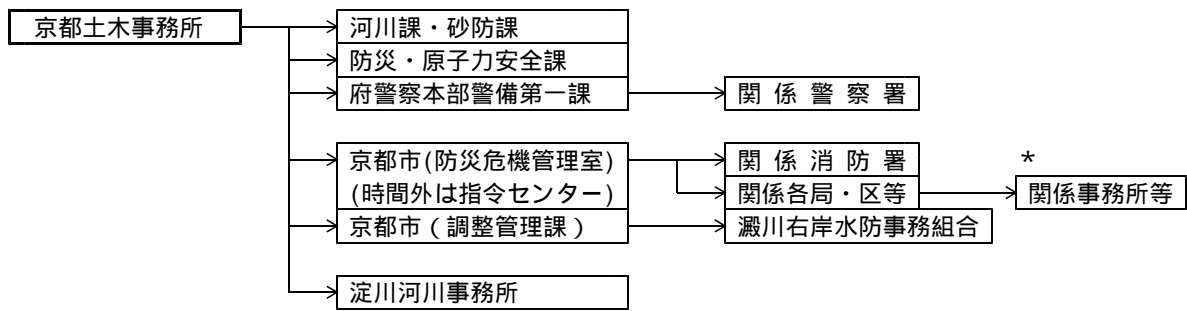 京都土木事務所
河川課・砂防課
防災・原子力安全課
府警察本部警備第一課
関係警察署
京都市(防災危機管理室)
関係消防署
*
(時間外は指令センター)
関係各局・区等
関係事務所等
京都市(調整管理課)
澱川右岸水防事務組合
淀川河川事務所